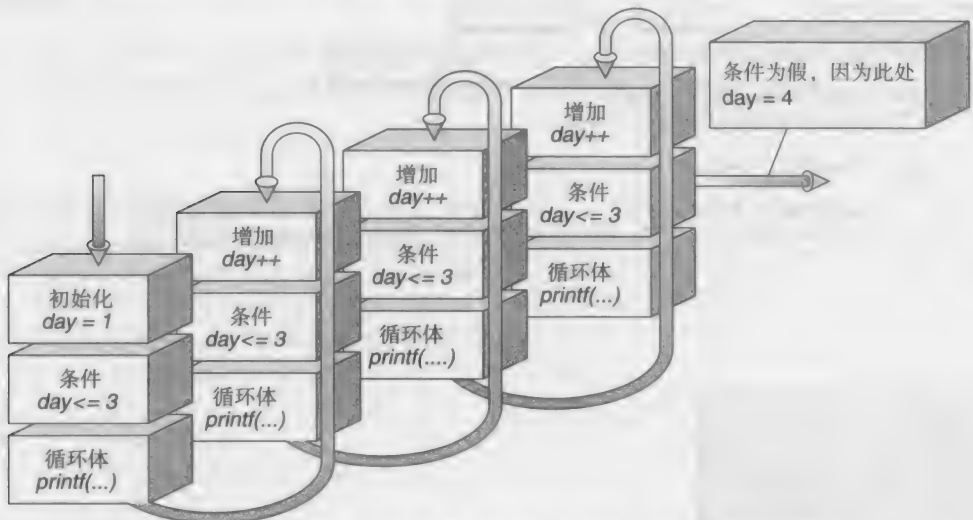 初始化
day = 1
条件
day<= 3
循环体
printf(...)
增加
day++
条件
day<= 3
循环体
printf(...)
增加
day++
条件
day<= 3
循环体
printf(....)
增加
day++
条件
day<= 3
循环体
printf(...)
条件为假，因为此处
day = 4